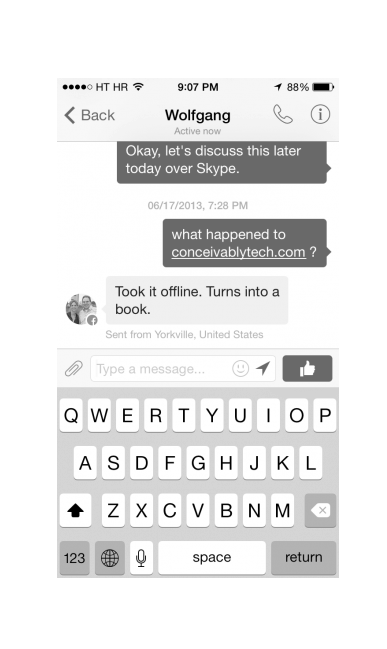 HT HR 9:07 PM 88%
Back Wolfgang
Active now
Okay, let's discuss this later
today over Skype.
06/17/2013, 7:28 PM
what happened to
conceivablytech.com ?
Took it offline. Turns into a
book.
Sent from Yorkville, United States
Type a message...
Q W E R T Y U I O P
A S D F G H J K L
Z X C V B N M
123 space return